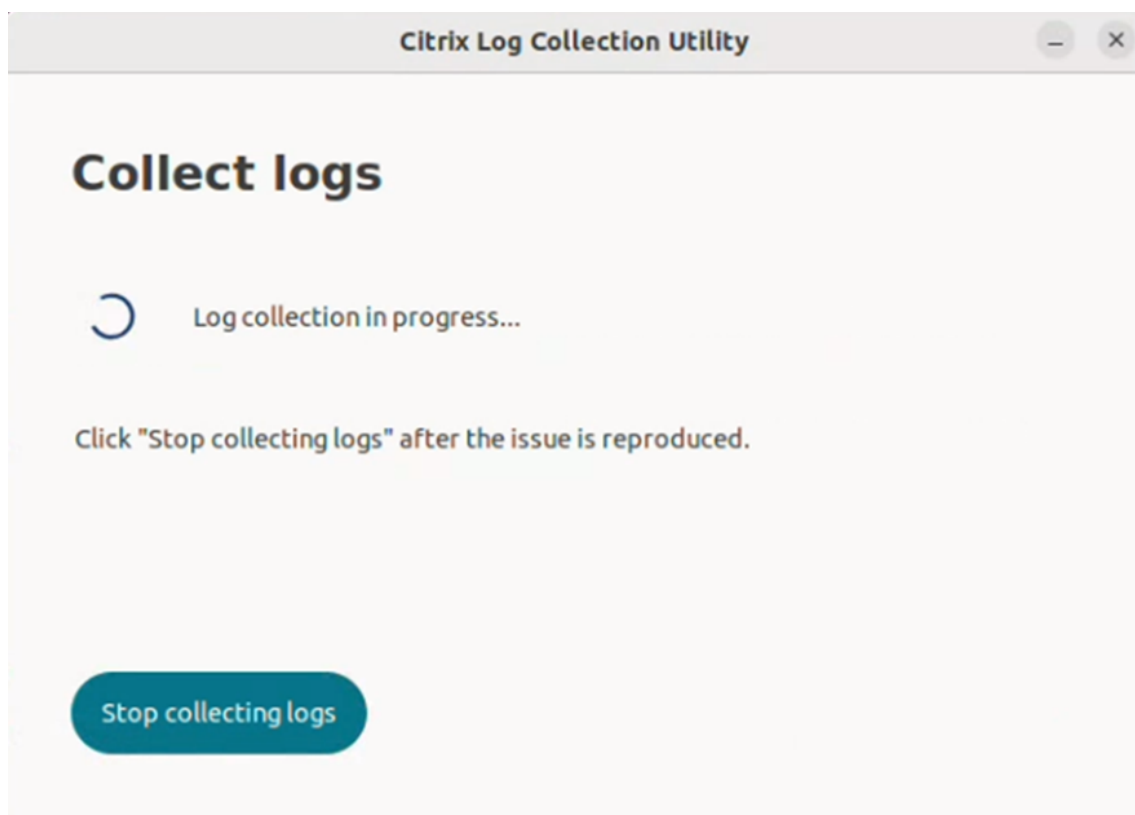 Citrix Log Collection Utility
Collect logs
Log collection in progress...
Click "Stop collecting logs" after the issue is reproduced.
Stop collecting logs